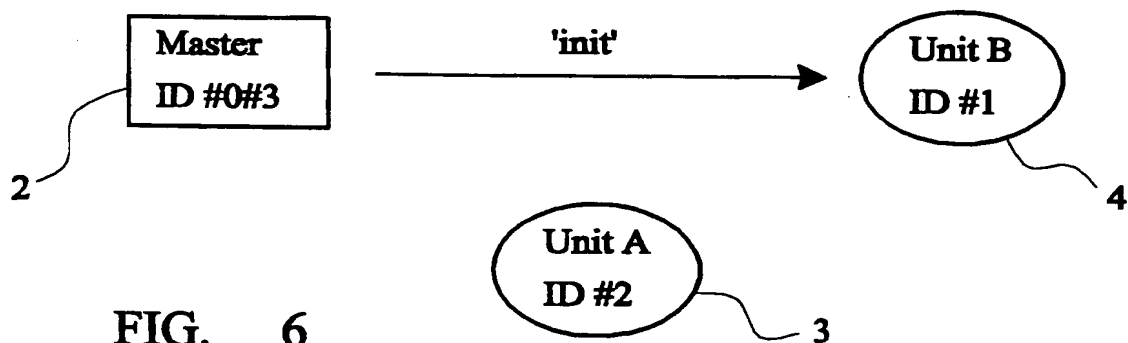 Master
ID #0#3
'init'
Unit B
ID #1
2
4
Unit A
ID #2
3
FIG. 6